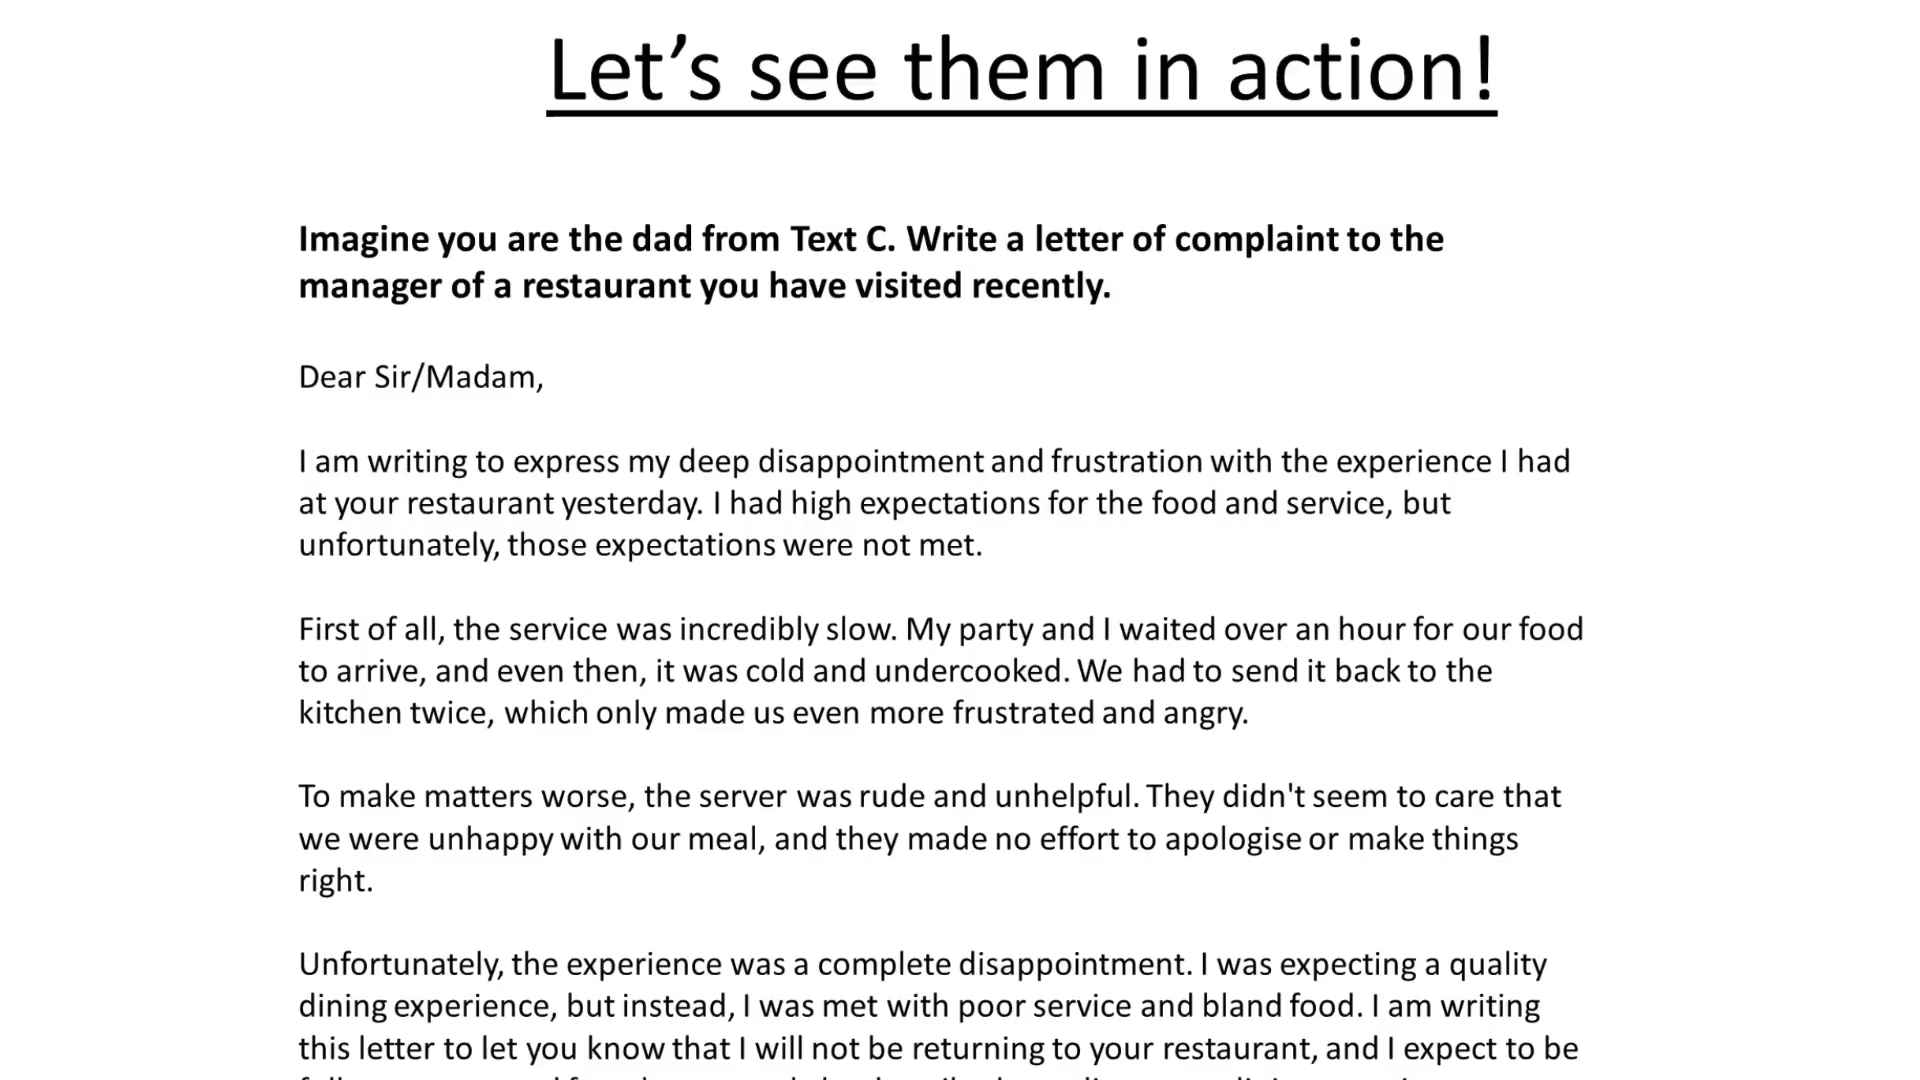 Let’s see them in action!
Imagine you are the dad from Text C. Write a letter of complaint to the
manager of a restaurant you have visited recently.
Dear Sir/Madam,
I am writing to express my deep disappointment and frustration with the experience I had
at your restaurant yesterday. I had high expectations for the food and service, but
unfortunately, those expectations were not met.
First of all, the service was incredibly slow. My party and I waited over an hour for our food
to arrive, and even then, it was cold and undercooked. We had to send it back to the
kitchen twice, which only made us even more frustrated and angry.
To make matters worse, the server was rude and unhelpful. They didn't seem to care that
we were unhappy with our meal, and they made no effort to apologise or make things
right.
Unfortunately, the experience was a complete disappointment. I was expecting a quality
dining experience, but instead, I was met with poor service and bland food. I am writing
this letter to let you know that I will not be returning to your restaurant, and I expect to be